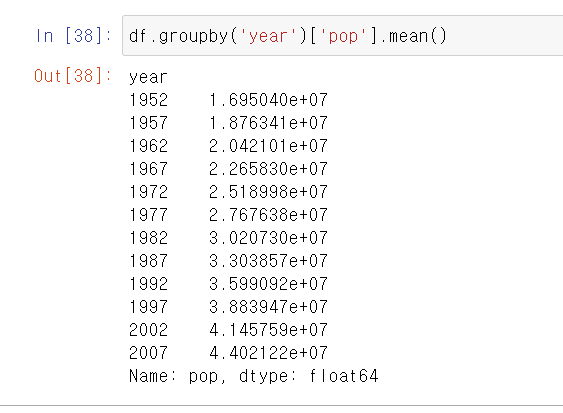 In [38]: df.groupby('year')['pop'].mean()
Out[38]: year
1952    1.695040e+07
1957    1.876341e+07
1962    2.042101e+07
1967    2.265830e+07
1972    2.518998e+07
1977    2.767638e+07
1982    3.020730e+07
1987    3.303857e+07
1992    3.599092e+07
1997    3.883947e+07
2002    4.145759e+07
2007    4.402122e+07
Name: pop, dtype: float64